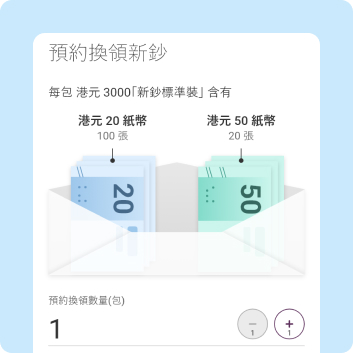 預約換領新鈔
每包 港元 3000「新鈔標準裝」含有
港元 20 紙幣 港元 50 紙幣
100 張 20 張
20 50
預約換領數量(包)
1 − +
1 1